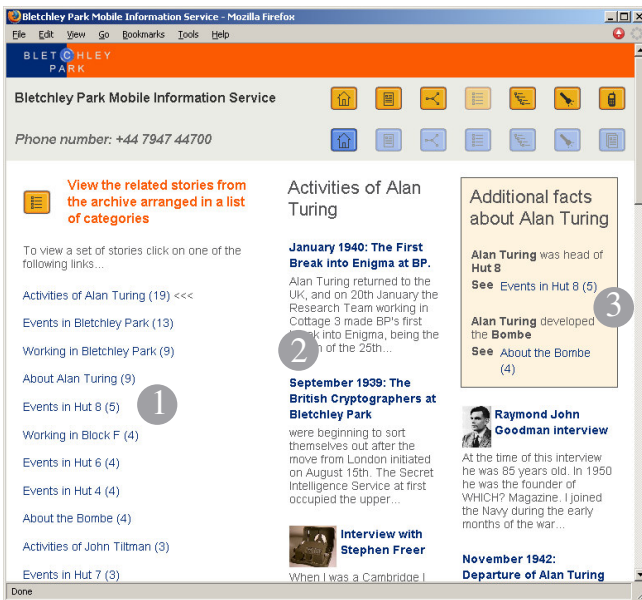 Bletchley Park Mobile Information Service - Mozilla Firefox
File Edit View Go Bookmarks Tools Help
BLETCHLEY
PARK
Bletchley Park Mobile Information Service
Phone number: +44 7947 44700
View the related stories from
the archive arranged in a list
of categories
To view a set of stories click on one of the
following links...
Activities of Alan Turing (19) <<<
Events in Bletchley Park (13)
Working in Bletchley Park (9)
About Alan Turing (9)
Events in Hut 8 (5)
1
Working in Block F (4)
Events in Hut 6 (4)
Events in Hut 4 (4)
About the Bombe (4)
Activities of John Tiltman (3)
Events in Hut 7 (3)
Activities of Alan
Turing
January 1940: The First
Break into Enigma at BP.
Alan Turing returned to the
UK, and on 20th January the
Research Team working in
Cottage 3 made BP's first
into Enigma, being the
2
of the 25th...
September 1939: The
British Cryptographers at
Bletchley Park
were beginning to sort
themselves out after the
move from London initiated
on August 15th. The Secret
Intelligence Service at first
occupied the upper...
Interview with
Stephen Freer
When I was a Cambridge I
Additional facts
about Alan Turing
Alan Turing was head of
Hut 8
See Events in Hut 8 (5)
3
Alan Turing developed
the Bombe
See About the Bombe
(4)
Raymond John
Goodman interview
At the time of this interview
he was 85 years old. In 1950
he was the founder of
WHICH? Magazine. I joined
the Navy during the early
months of the war...
November 1942:
Departure of Alan Turing
Done